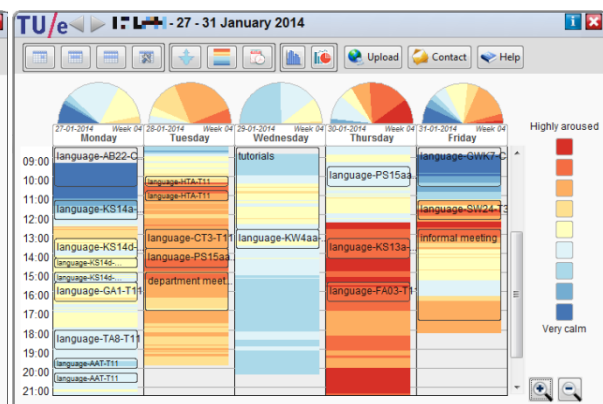 TU/e
- 27 - 31 January 2014
Upload
Contact
Help
27-01-2014 Week 04
Monday
28-01-2014 Week 04
Tuesday
29-01-2014 Week 04
Wednesday
30-01-2014 Week 04
Thursday
31-01-2014 Week 04
Friday
09:00
10:00
11:00
12:00
13:00
14:00
15:00
16:00
17:00
18:00
19:00
20:00
21:00
language-AB22-C...
language-KS14a-...
language-KS14d-...
language-KS14d-...
language-KS14d-...
language-GA1-T11
language-TA8-T11
language-AAT-T11
language-AAT-T11
language-HTA-T11
language-HTA-T11
language-CT3-T11
language-PS15aa...
department meet...
tutorials
language-KW4aa-...
language-PS15aa...
language-KS13a-...
language-FA03-T1
language-GWK7-C
language-SW24-T3
informal meeting
Highly aroused
Very calm